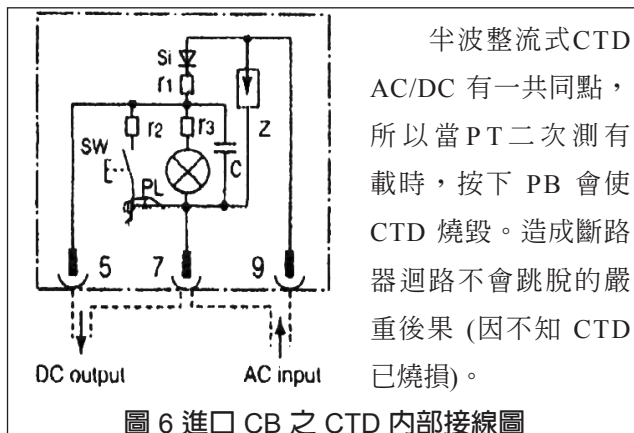 Si
r1
r2
r3
Z
SW
C
PL
5
7
9
DC output
AC input
半波整流式CTD
AC/DC 有一共同點，
所以當PT二次測有
載時，按下 PB 會使
CTD 燒毀。造成斷路
器迴路不會跳脫的嚴
重後果 (因不知 CTD
已燒損)。
圖 6 進口 CB 之 CTD 內部接線圖